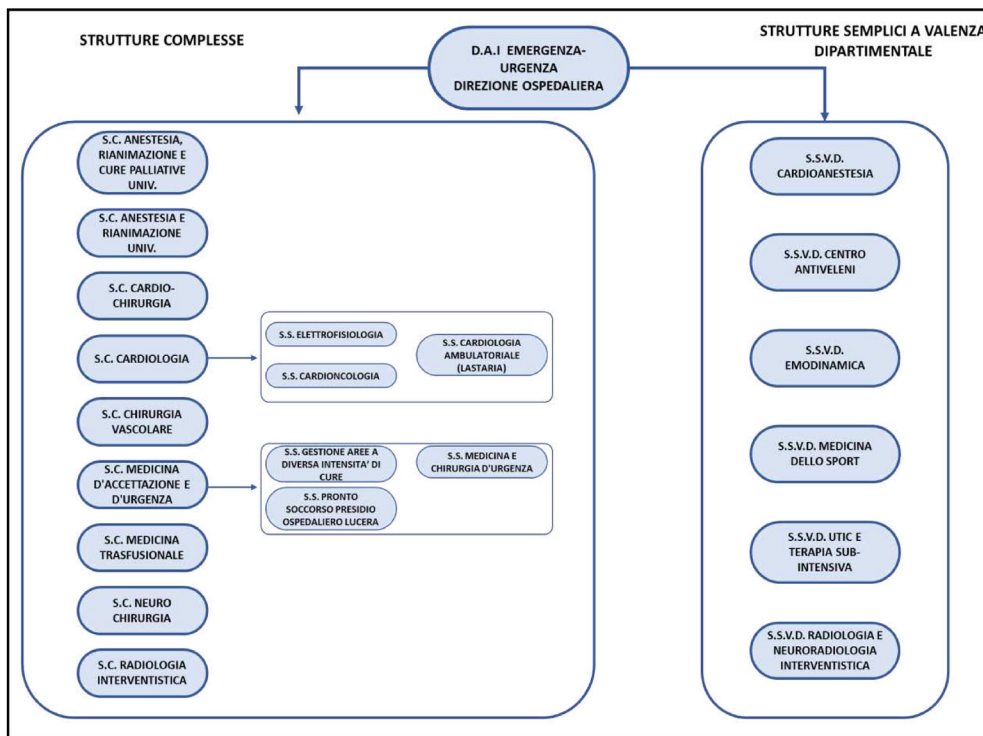 STRUTTURE COMPLESSE
D.A.I EMERGENZA-
URGENZA
DIREZIONE OSPEDALIERA
STRUTTURE SEMPLICI A VALENZA
DIPARTIMENTALE
S.C. ANESTESIA,
RIANIMAZIONE E
CURE PALLIATIVE
UNIV.
S.C. ANESTESIA E
RIANIMAZIONE
UNIV.
S.C. CARDIO-
CHIRURGIA
S.C. CARDIOLOGIA
S.S. ELETTROFISIOLOGIA
S.S. CARDIONCOLOGIA
S.S. CARDIOLOGIA
AMBULATORIALE
(LASTARIA)
S.C. CHIRURGIA
VASCOLARE
S.C. MEDICINA
D'ACCETTAZIONE E
D'URGENZA
S.S. GESTIONE AREE A
DIVERSA INTENSITA' DI
CURE
S.S. PRONTO
SOCCORSO PRESIDIO
OSPEDALIERO LUCERA
S.S. MEDICINA E
CHIRURGIA D'URGENZA
S.C. MEDICINA
TRASFUSIONALE
S.C. NEURO
CHIRURGIA
S.C. RADIOLOGIA
INTERVENTISTICA
S.S.V.D.
CARDIOANESTESIA
S.S.V.D. CENTRO
ANTIVELENI
S.S.V.D.
EMODINAMICA
S.S.V.D. MEDICINA
DELLO SPORT
S.S.V.D. UTIC E
TERAPIA SUB-
INTENSIVA
S.S.V.D. RADIOLOGIA E
NEURORADIOLOGIA
INTERVENTISTICA